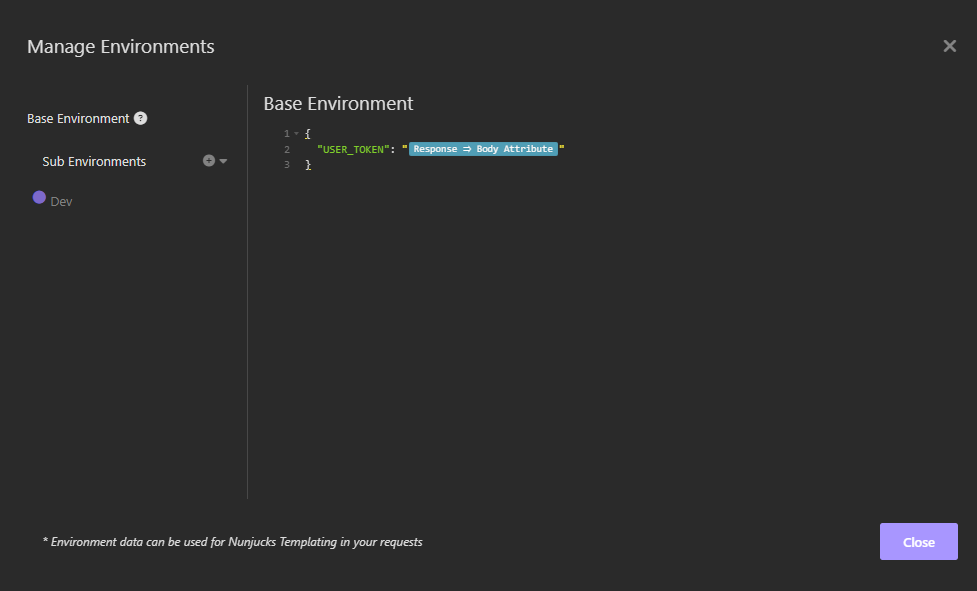 Manage Environments
Base Environment ?
Sub Environments
Dev
Base Environment
1 {
2 "USER_TOKEN": "Response ⇒ Body Attribute"
3 }
* Environment data can be used for Nunjucks Templating in your requests
Close